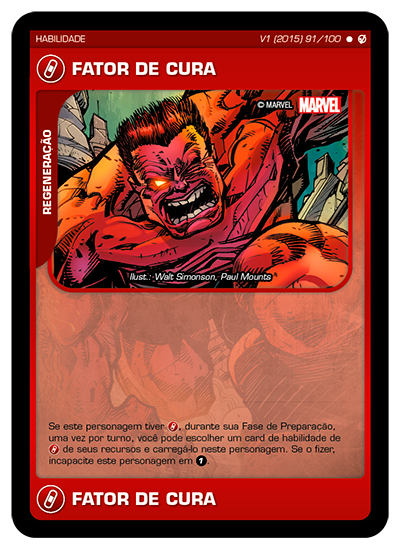 HABILIDADE
V1 (2015) 91/100
FATOR DE CURA
REGENERAÇÃO
© MARVEL MARVEL
Ilust.: Walt Simonson, Paul Mounts
Se este personagem tiver , durante sua Fase de Preparação,
uma vez por turno, você pode escolher um card de habilidade de
de seus recursos e carregá-lo neste personagem. Se o fizer,
incapacite este personagem em 1.
FATOR DE CURA